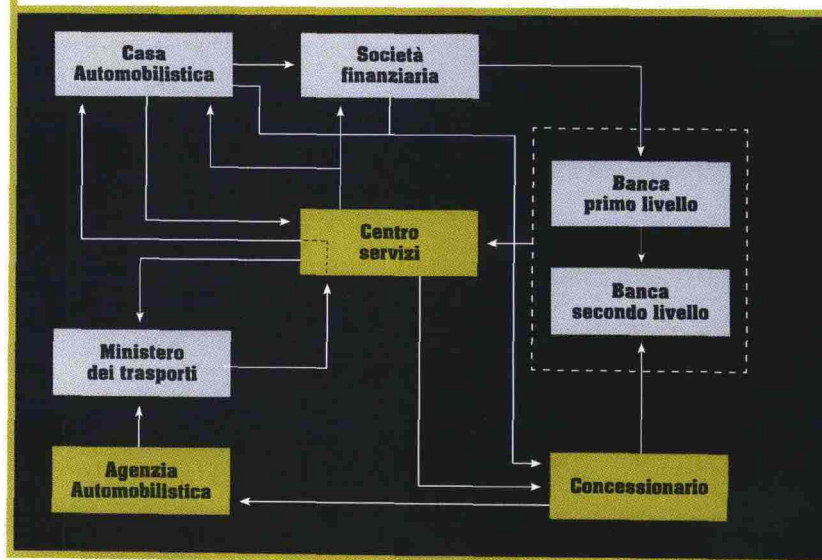 Casa
Automobilistica
Società
finanziaria
Banca
primo livello
Centro
servizi
Banca
secondo livello
Ministero
dei trasporti
Agenzia
Automobilistica
Concessionario